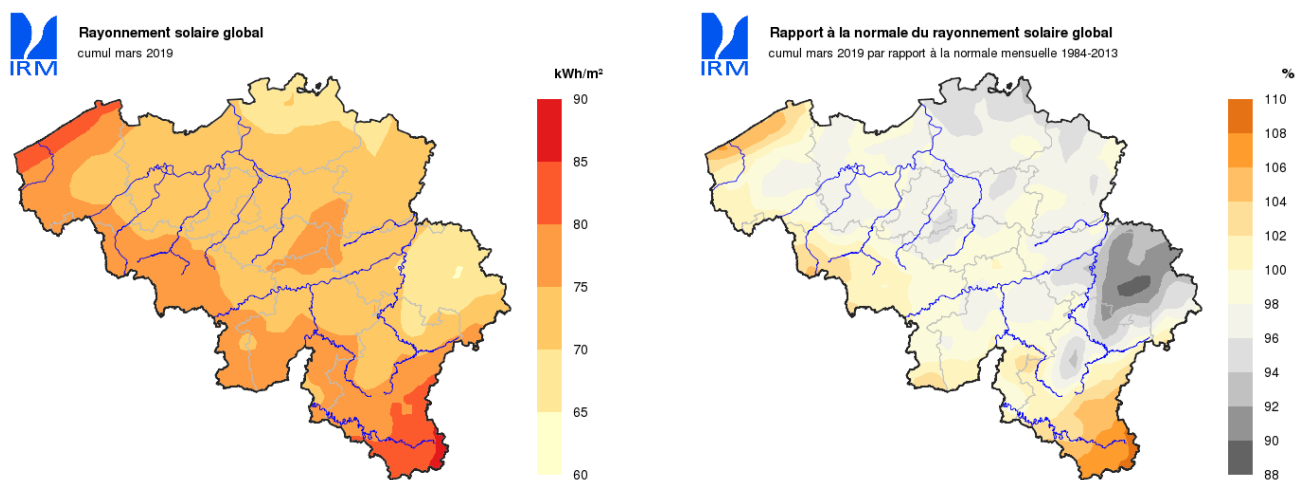 IRM
Rayonnement solaire global
cumul mars 2019
kWh/m²
90
85
80
75
70
65
60
IRM
Rapport à la normale du rayonnement solaire global
cumul mars 2019 par rapport à la normale mensuelle 1984-2013
%
110
108
106
104
102
100
98
96
94
92
90
88